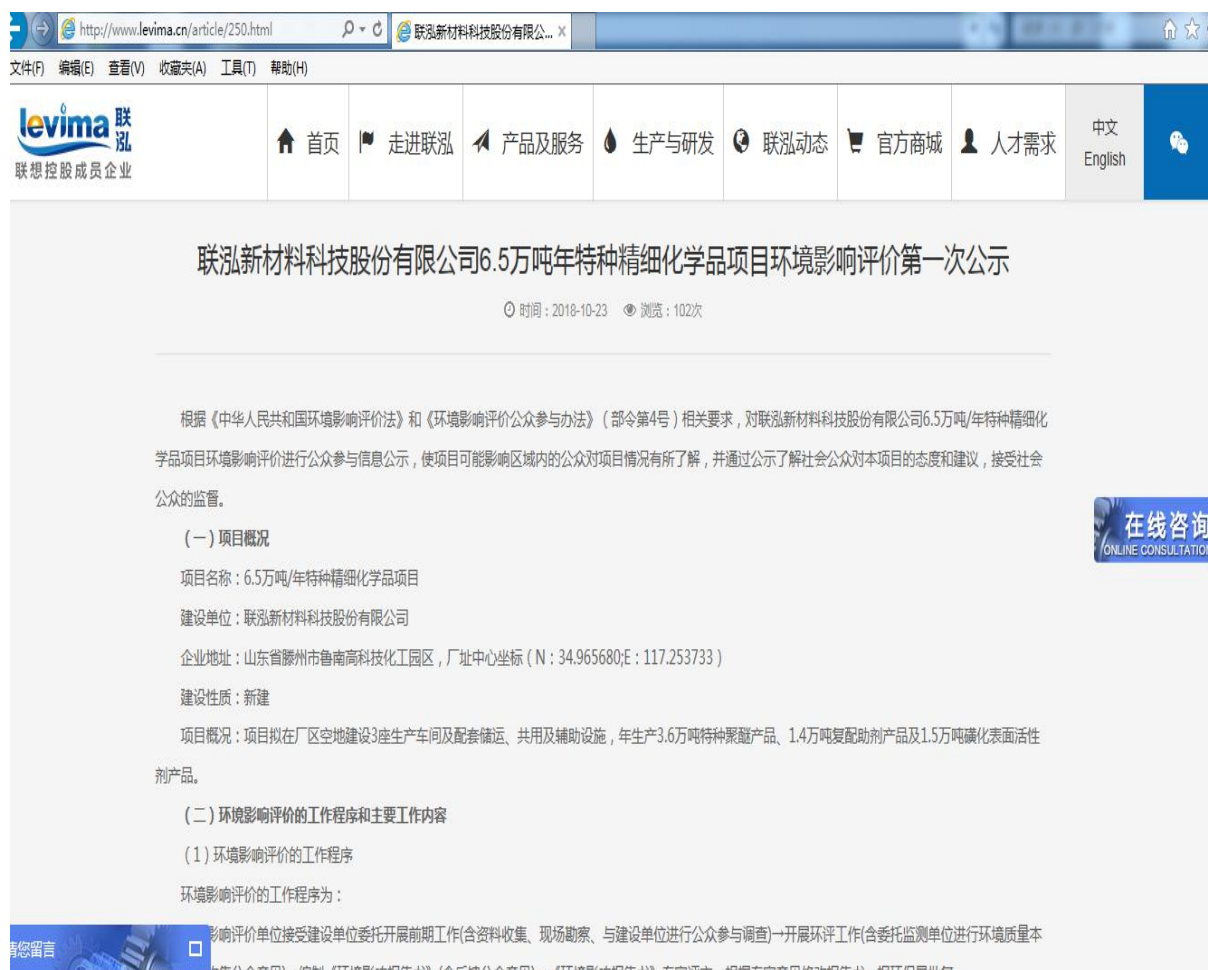 http://www.levima.cn/article/250.html
联泓新材料科技股份有限公... ×
文件(F) 编辑(E) 查看(V) 收藏夹(A) 工具(T) 帮助(H)
levima 联泓
联想控股成员企业
首页 走进联泓 产品及服务 生产与研发 联泓动态 官方商城 人才需求
中文
English
联泓新材料科技股份有限公司6.5万吨年特种精细化学品项目环境影响评价第一次公示
时间：2018-10-23 浏览：102次
根据《中华人民共和国环境影响评价法》和《环境影响评价公众参与办法》（部令第4号）相关要求，对联泓新材料科技股份有限公司6.5万吨/年特种精细化
学品项目环境影响评价进行公众参与信息公示，使项目可能影响区域内的公众对项目情况有所了解，并通过公示了解社会公众对本项目的态度和建议，接受社会
公众的监督。
（一）项目概况
项目名称：6.5万吨/年特种精细化学品项目
建设单位：联泓新材料科技股份有限公司
企业地址：山东省滕州市鲁南高科技化工园区，厂址中心坐标（N：34.965680;E：117.253733）
建设性质：新建
项目概况：项目拟在厂区空地建设3座生产车间及配套储运、共用及辅助设施，年生产3.6万吨特种聚醚产品、1.4万吨复配助剂产品及1.5万吨磺化表面活性
剂产品。
在线咨询
ONLINE CONSULTATION
（二）环境影响评价的工作程序和主要工作内容
（1）环境影响评价的工作程序
环境影响评价的工作程序为：
影响评价单位接受建设单位委托开展前期工作(含资料收集、现场勘察、与建设单位进行公众参与调查)→开展环评工作(含委托监测单位进行环境质量本
请您留言